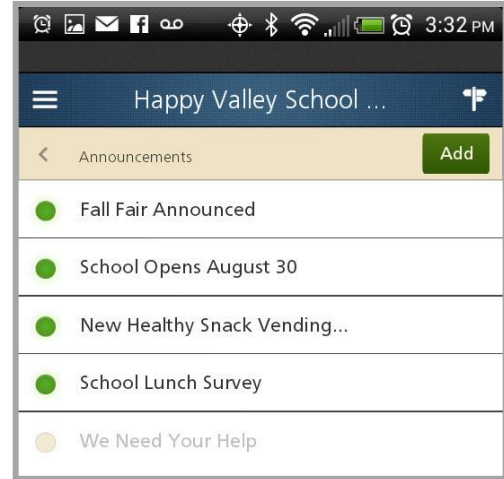 3:32 PM
Happy Valley School ...
Announcements
Add
Fall Fair Announced
School Opens August 30
New Healthy Snack Vending...
School Lunch Survey
We Need Your Help